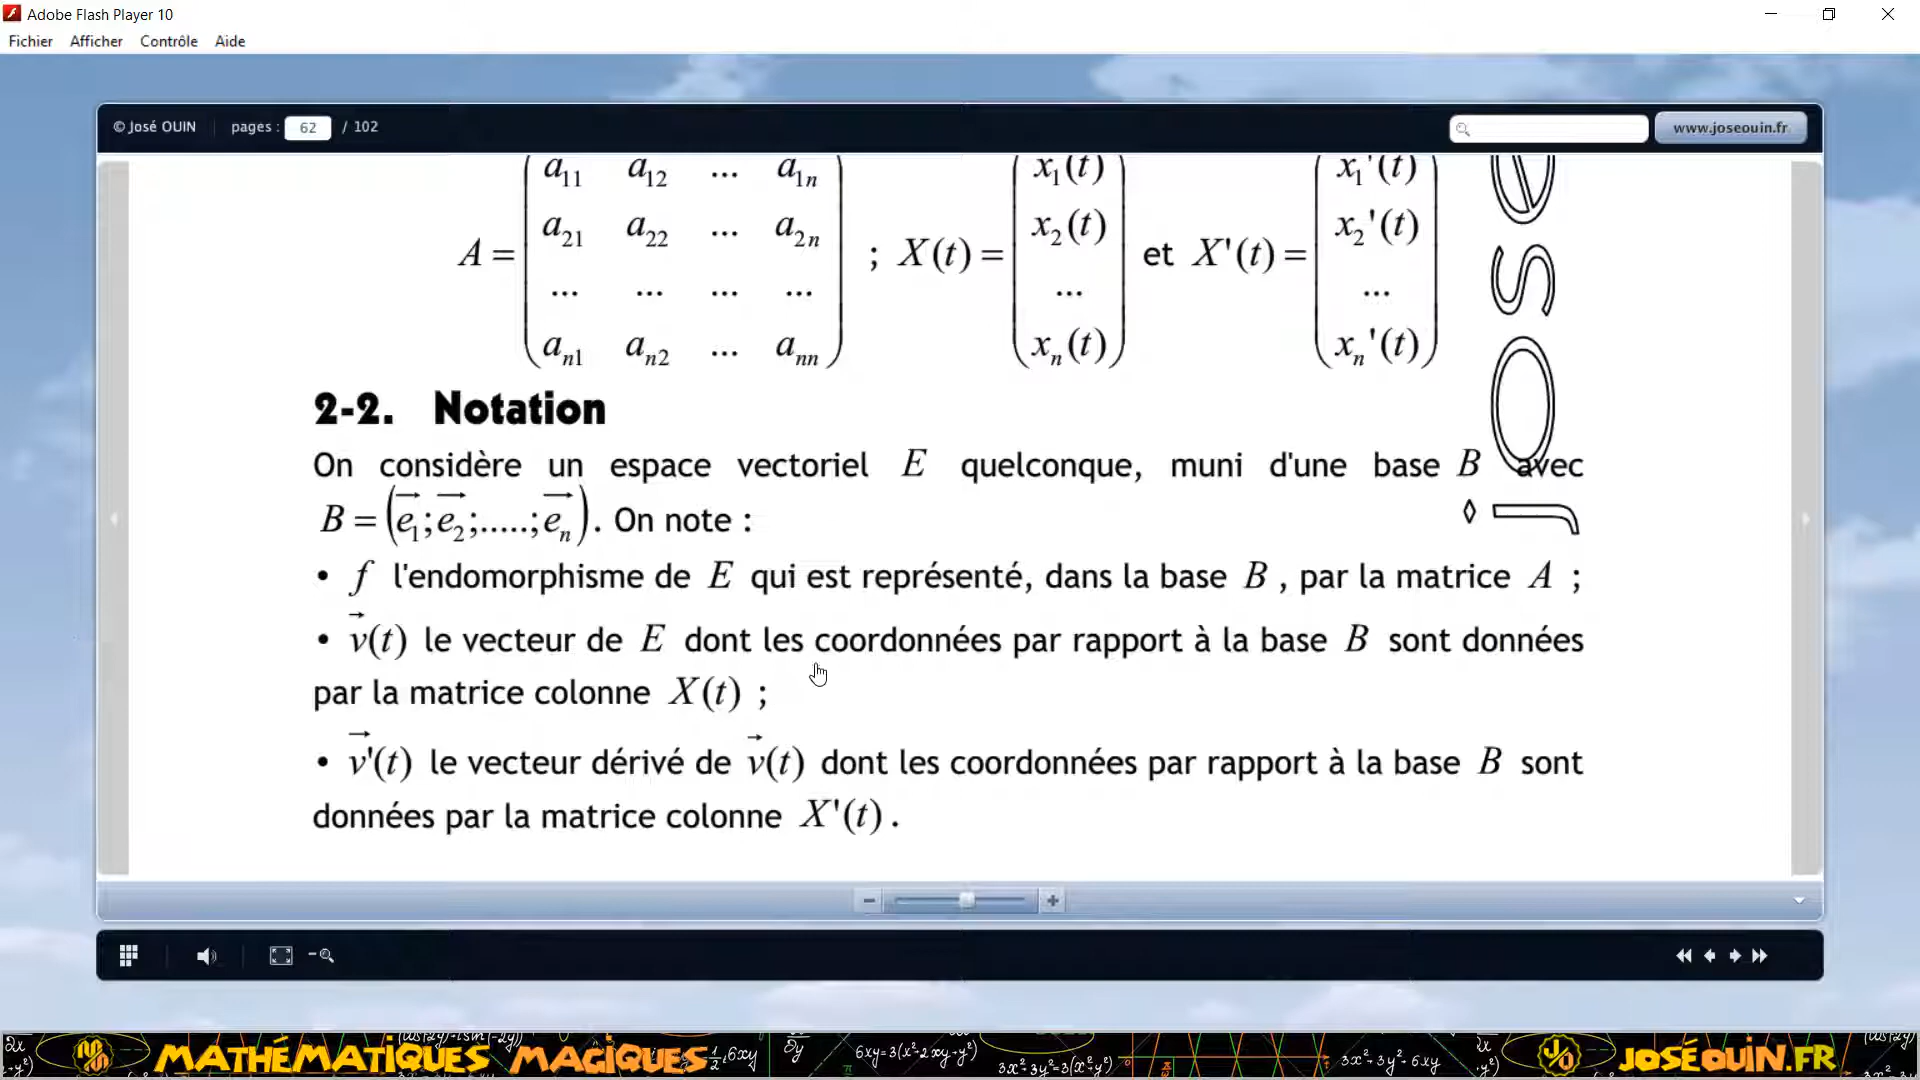 Adobe Flash Player 10
Fichier Afficher Contrôle Aide
© José OUIN pages : 62 / 102 www.joseouin.fr
a11 a12 ... a1n x1(t) x1'(t)
a21 a22 ... a2n x2(t) x2'(t)
A = ; X(t) = et X'(t) =
... ... ... ... ... ...
an1 an2 ... ann xn(t) xn'(t)
2-2. Notation
On considère un espace vectoriel E quelconque, muni d'une base B avec
B = (e1; e2; .....; en). On note :
• f l'endomorphisme de E qui est représenté, dans la base B, par la matrice A ;
• v(t) le vecteur de E dont les coordonnées par rapport à la base B sont données
par la matrice colonne X(t) ;
• v'(t) le vecteur dérivé de v(t) dont les coordonnées par rapport à la base B sont
données par la matrice colonne X'(t).
MATHÉMATIQUES MAGIQUES JOSÉOUIN.FR